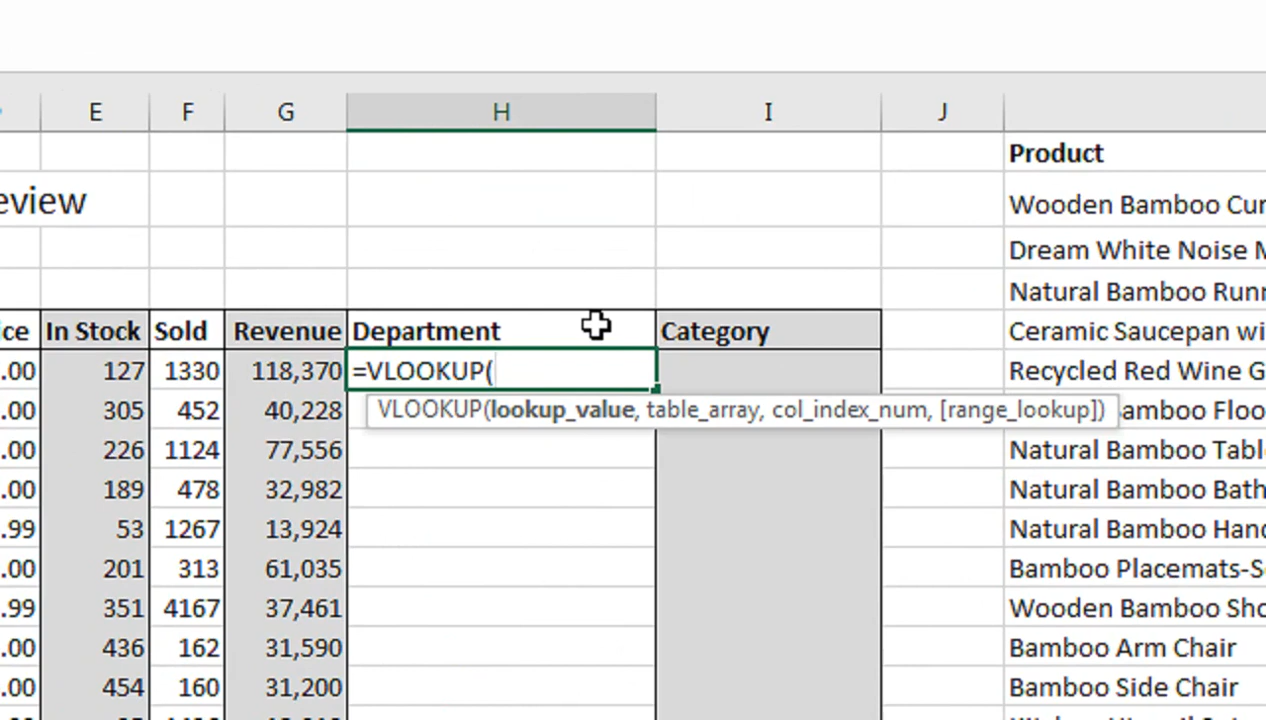 E F G H I J
Product
eview Wooden Bamboo Cur
Dream White Noise M
Natural Bamboo Runn
ice In Stock Sold Revenue Department Category Ceramic Saucepan wi
.00 127 1330 118,370 =VLOOKUP( Recycled Red Wine G
.00 305 452 40,228 VLOOKUP(lookup_value, table_array, col_index_num, [range_lookup]) amboo Floo
.00 226 1124 77,556 Natural Bamboo Tabl
.00 189 478 32,982 Natural Bamboo Bath
.99 53 1267 13,924 Natural Bamboo Hand
.00 201 313 61,035 Bamboo Placemats-S
.99 351 4167 37,461 Wooden Bamboo Sho
.00 436 162 31,590 Bamboo Arm Chair
.00 454 160 31,200 Bamboo Side Chair